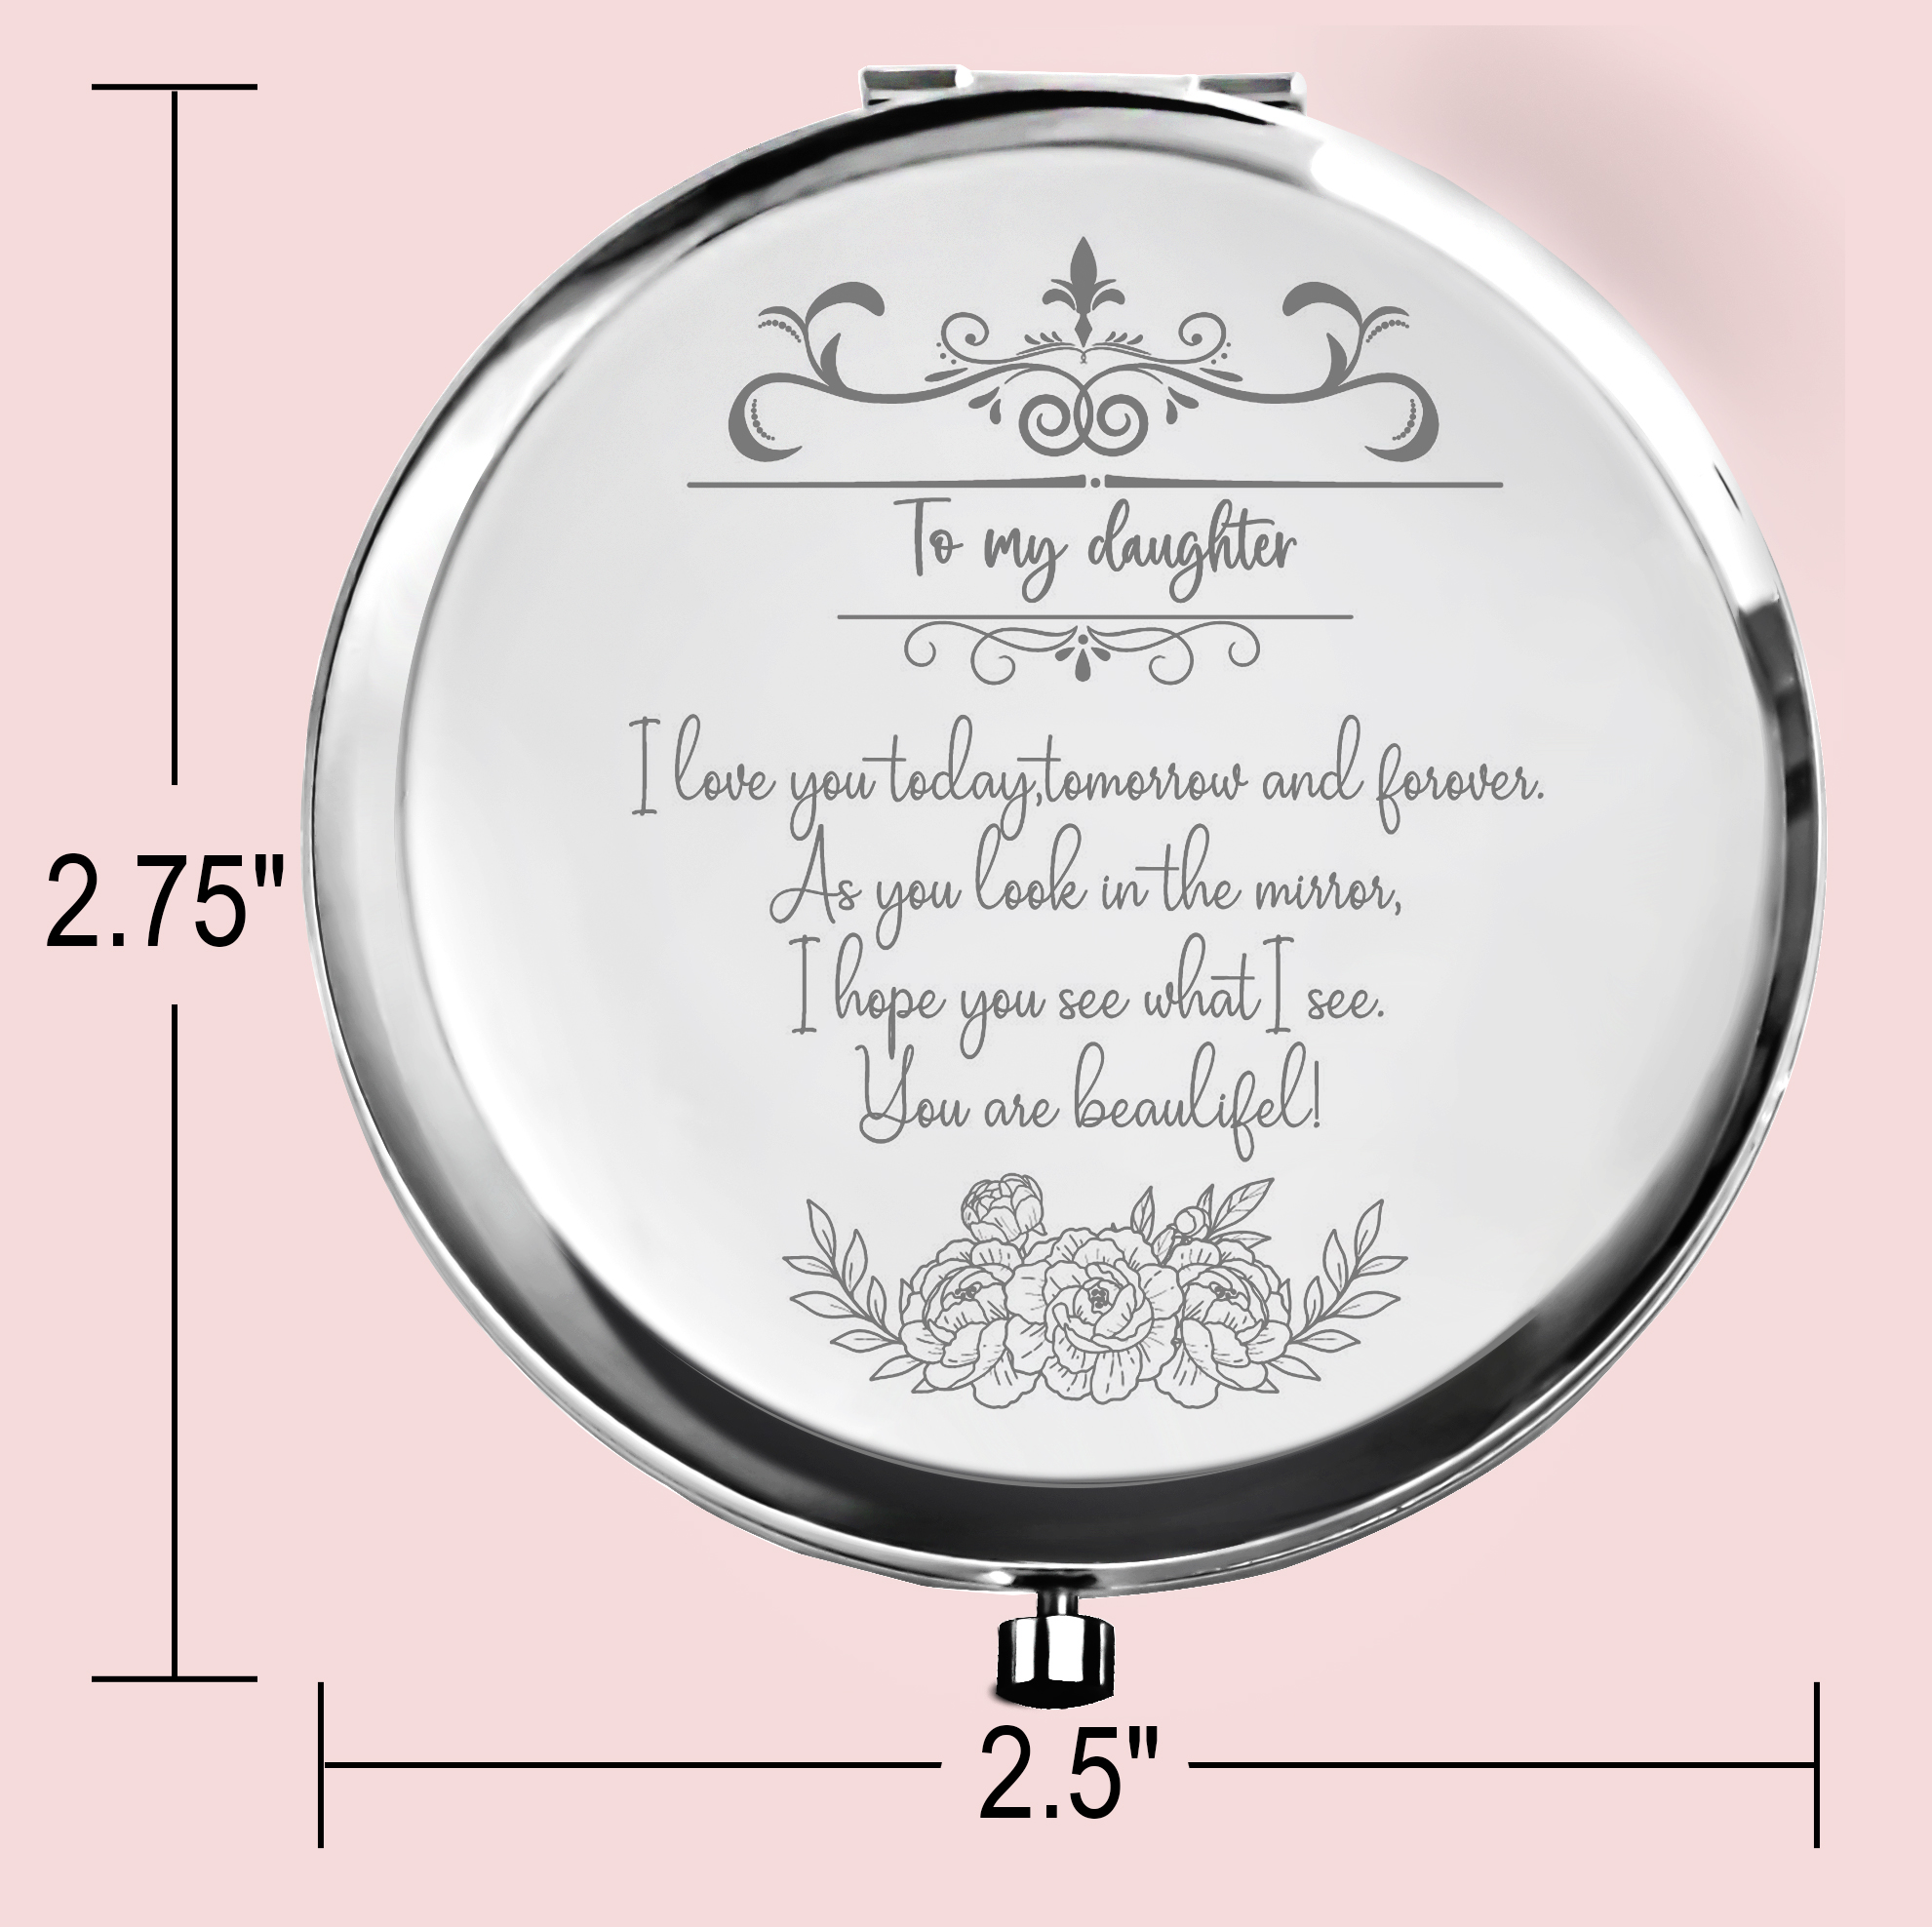 To my daughter
I love you today,tomorrow and forover.
As you look in the mirror,
I hope you see what I see.
You are beaulifel!
2.75"
2.5"